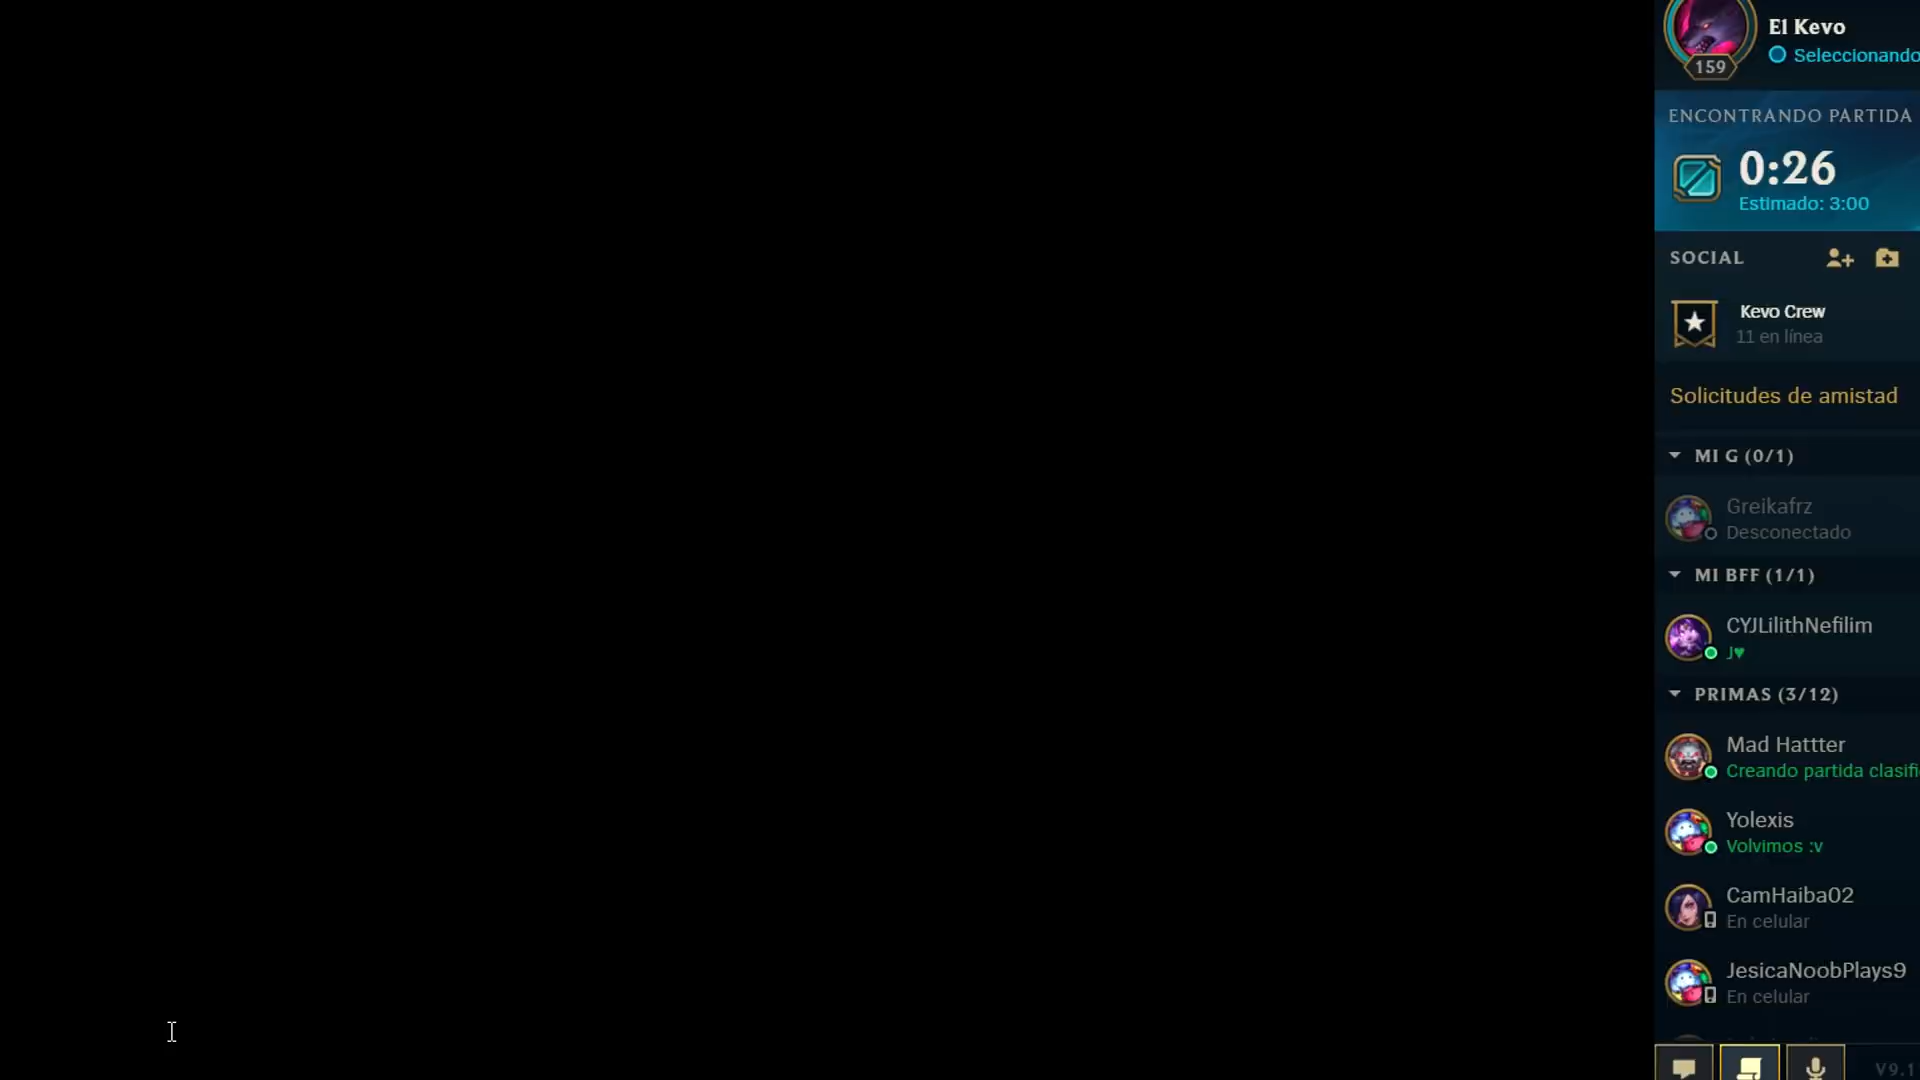 El Kevo
Seleccionando
159
ENCONTRANDO PARTIDA
0:26
Estimado: 3:00
SOCIAL
Kevo Crew
11 en línea
Solicitudes de amistad
MI G (0/1)
Greikafrz
Desconectado
MI BFF (1/1)
CYJLilithNefilim
J♥
PRIMAS (3/12)
Mad Hattter
Creando partida clasifi
Yolexis
Volvimos :v
CamHaiba02
En celular
JesicaNoobPlays9
En celular
V9.1